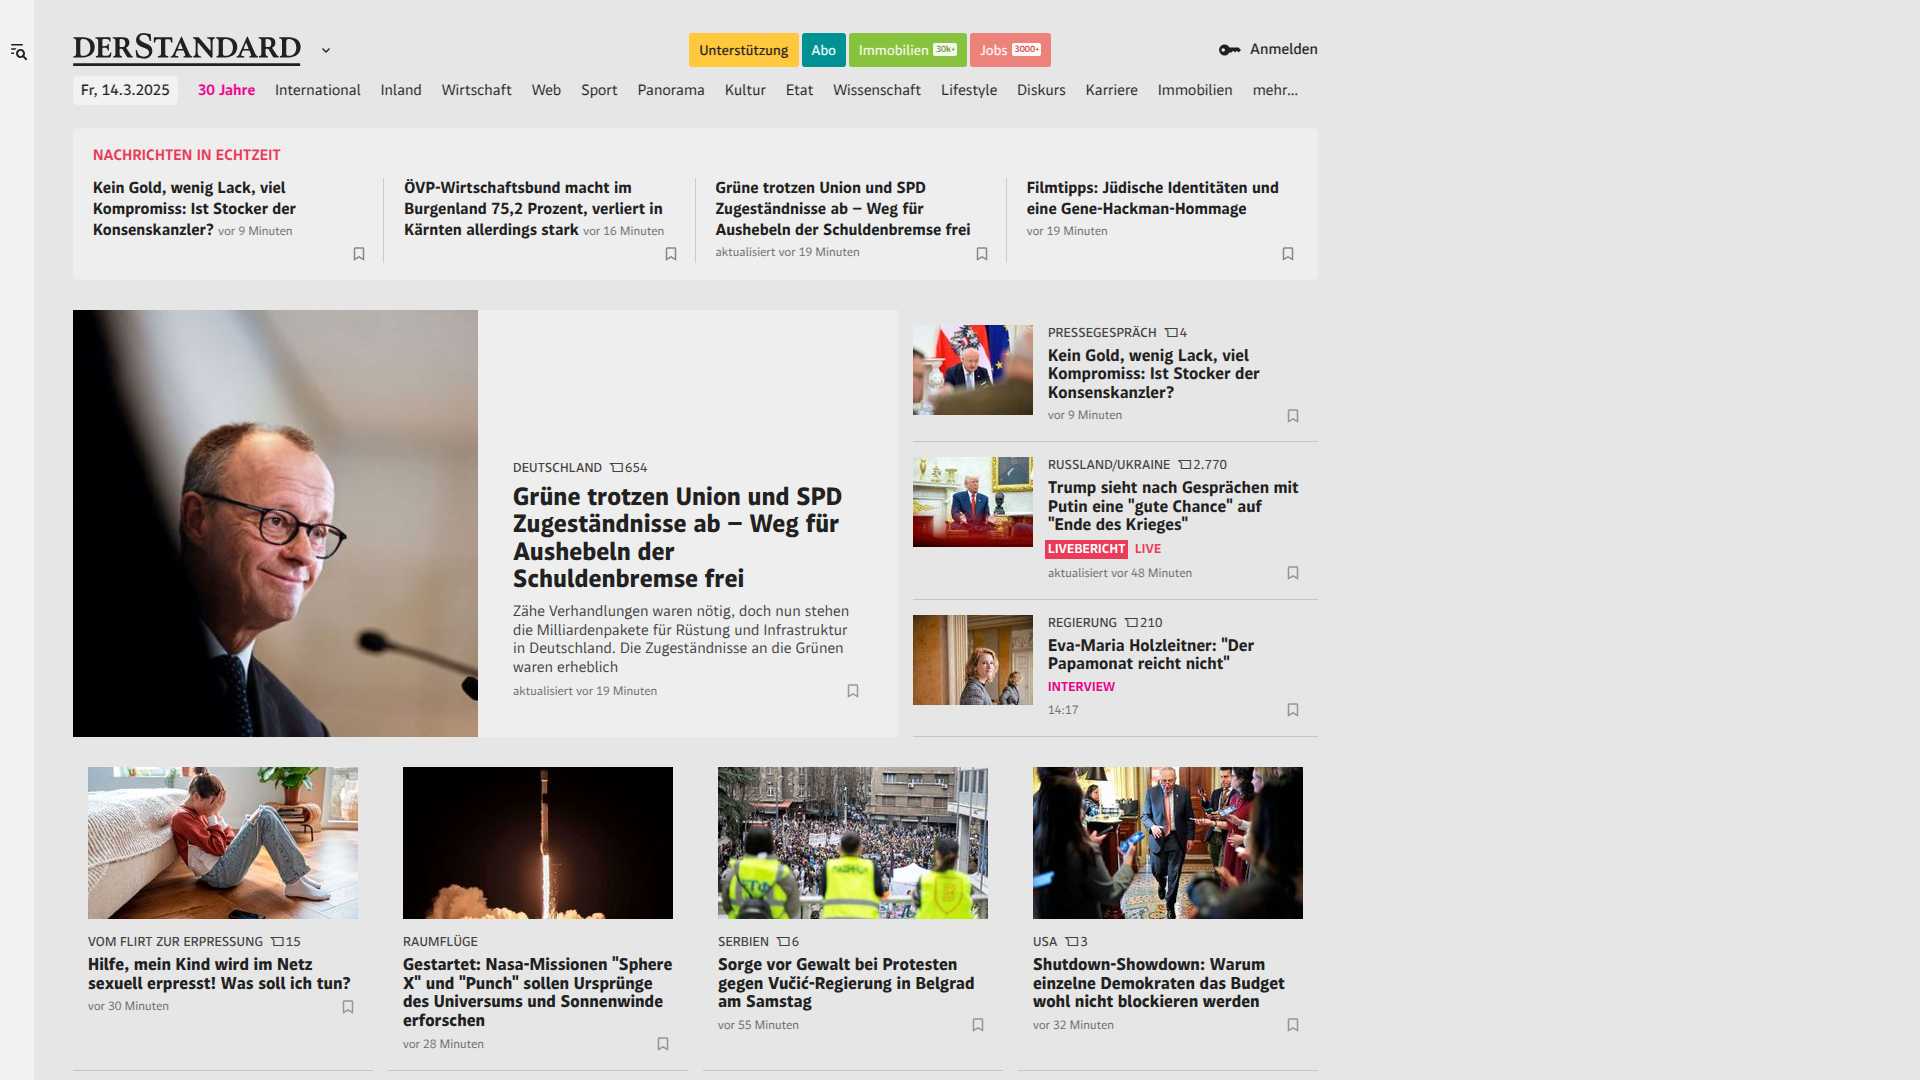 DERSTANDARD
Unterstützung
Abo
Immobilien 30k+
Jobs 3000+
Anmelden
Fr, 14.3.2025
30 Jahre
International
Inland
Wirtschaft
Web
Sport
Panorama
Kultur
Etat
Wissenschaft
Lifestyle
Diskurs
Karriere
Immobilien
mehr...
NACHRICHTEN IN ECHTZEIT
Kein Gold, wenig Lack, viel
Kompromiss: Ist Stocker der
Konsenskanzler? vor 9 Minuten
ÖVP-Wirtschaftsbund macht im
Burgenland 75,2 Prozent, verliert in
Kärnten allerdings stark vor 16 Minuten
Grüne trotzen Union und SPD
Zugeständnisse ab – Weg für
Aushebeln der Schuldenbremse frei
aktualisiert vor 19 Minuten
Filmtipps: Jüdische Identitäten und
eine Gene-Hackman-Hommage
vor 19 Minuten
DEUTSCHLAND 654
Grüne trotzen Union und SPD
Zugeständnisse ab – Weg für
Aushebeln der
Schuldenbremse frei
Zähe Verhandlungen waren nötig, doch nun stehen
die Milliardenpakete für Rüstung und Infrastruktur
in Deutschland. Die Zugeständnisse an die Grünen
waren erheblich
aktualisiert vor 19 Minuten
PRESSEGESPRÄCH 4
Kein Gold, wenig Lack, viel
Kompromiss: Ist Stocker der
Konsenskanzler?
vor 9 Minuten
RUSSLAND/UKRAINE 2.770
Trump sieht nach Gesprächen mit
Putin eine "gute Chance" auf
"Ende des Krieges"
LIVEBERICHT LIVE
aktualisiert vor 48 Minuten
REGIERUNG 210
Eva-Maria Holzleitner: "Der
Papamonat reicht nicht"
INTERVIEW
14:17
VOM FLIRT ZUR ERPRESSUNG 15
Hilfe, mein Kind wird im Netz
sexuell erpresst! Was soll ich tun?
vor 30 Minuten
RAUMFLÜGE
Gestartet: Nasa-Missionen "Sphere
X" und "Punch" sollen Ursprünge
des Universums und Sonnenwinde
erforschen
vor 28 Minuten
SERBIEN 6
Sorge vor Gewalt bei Protesten
gegen Vučić-Regierung in Belgrad
am Samstag
vor 55 Minuten
USA 3
Shutdown-Showdown: Warum
einzelne Demokraten das Budget
wohl nicht blockieren werden
vor 32 Minuten